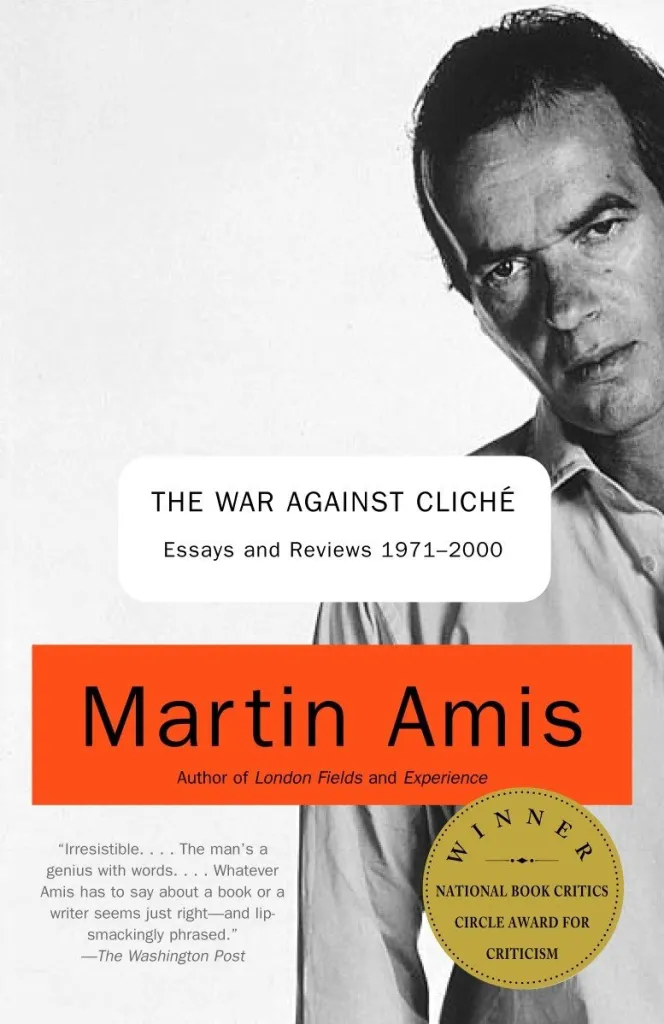 THE WAR AGAINST CLICHÉ
Essays and Reviews 1971–2000
Martin Amis
Author of London Fields and Experience
“Irresistible. . . . The man’s a
genius with words. . . . Whatever
Amis has to say about a book or a
writer seems just right—and lip-
smackingly phrased.”
—The Washington Post
WINNER
NATIONAL BOOK CRITICS
CIRCLE AWARD FOR
CRITICISM